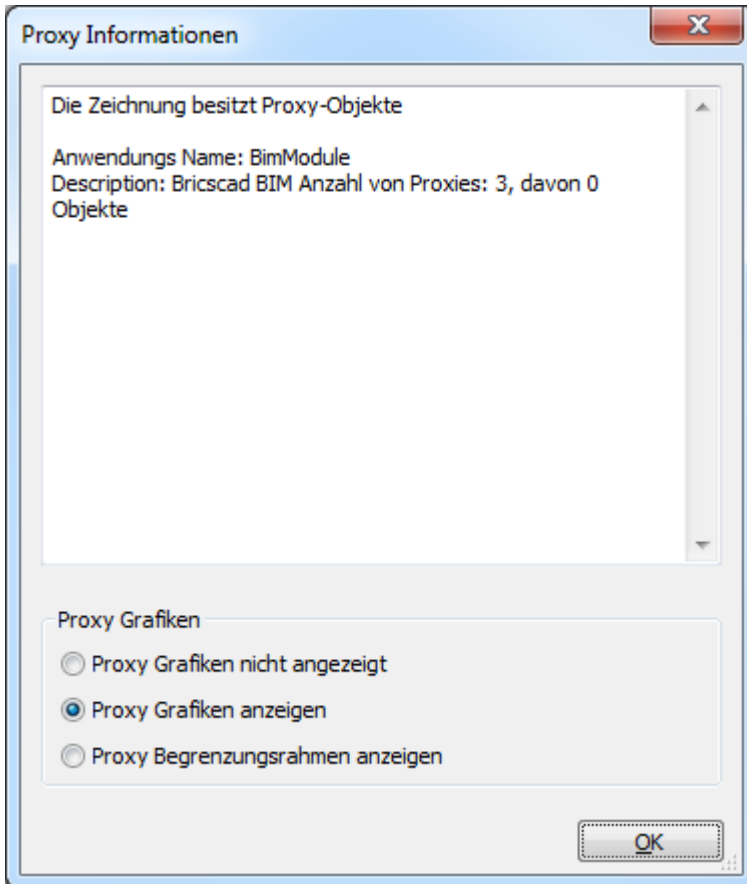 Proxy Informationen
Die Zeichnung besitzt Proxy-Objekte
Anwendungs Name: BimModule
Description: Bricscad BIM Anzahl von Proxies: 3, davon 0
Objekte
Proxy Grafiken
Proxy Grafiken nicht angezeigt
Proxy Grafiken anzeigen
Proxy Begrenzungsrahmen anzeigen
OK